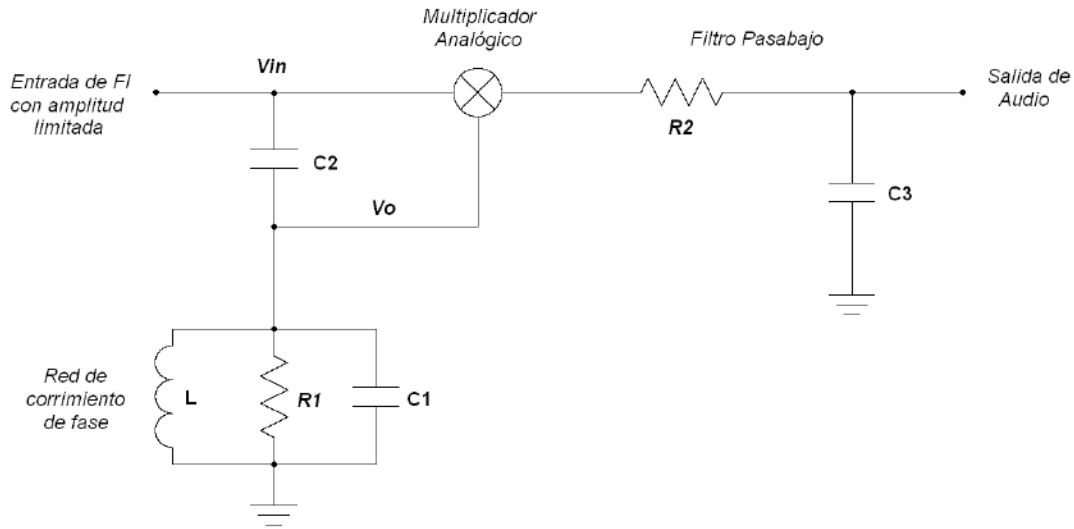 Multiplicador
Analógico
Filtro Pasabajo
Entrada de FI
con amplitud
limitada
Vin
Salida de
Audio
R2
C2
C3
Vo
Red de
corrimiento
de fase
L
R1
C1